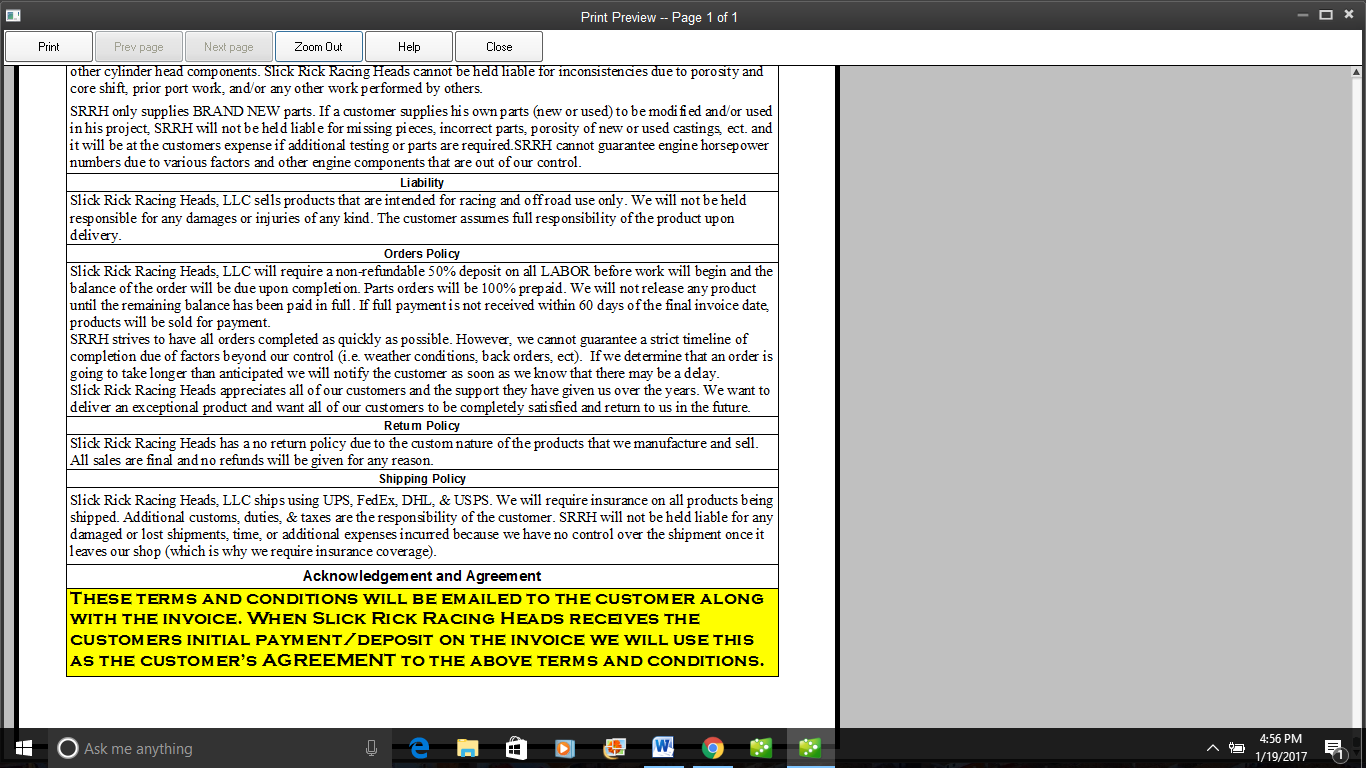 Print Preview -- Page 1 of 1
Print Prev page Next page Zoom Out Help Close
other cylinder head components. Slick Rick Racing Heads cannot be held liable for inconsistencies due to porosity and
core shift, prior port work, and/or any other work performed by others.
SRRH only supplies BRAND NEW parts. If a customer supplies his own parts (new or used) to be modified and/or used
in his project, SRRH will not be held liable for missing pieces, incorrect parts, porosity of new or used castings, ect. and
it will be at the customers expense if additional testing or parts are required.SRRH cannot guarantee engine horsepower
numbers due to various factors and other engine components that are out of our control.
Liability
Slick Rick Racing Heads, LLC sells products that are intended for racing and off road use only. We will not be held
responsible for any damages or injuries of any kind. The customer assumes full responsibility of the product upon
delivery.
Orders Policy
Slick Rick Racing Heads, LLC will require a non-refundable 50% deposit on all LABOR before work will begin and the
balance of the order will be due upon completion. Parts orders will be 100% prepaid. We will not release any product
until the remaining balance has been paid in full. If full payment is not received within 60 days of the final invoice date,
products will be sold for payment.
SRRH strives to have all orders completed as quickly as possible. However, we cannot guarantee a strict timeline of
completion due of factors beyond our control (i.e. weather conditions, back orders, ect).  If we determine that an order is
going to take longer than anticipated we will notify the customer as soon as we know that there may be a delay.
Slick Rick Racing Heads appreciates all of our customers and the support they have given us over the years. We want to
deliver an exceptional product and want all of our customers to be completely satisfied and return to us in the future.
Return Policy
Slick Rick Racing Heads has a no return policy due to the custom nature of the products that we manufacture and sell.
All sales are final and no refunds will be given for any reason.
Shipping Policy
Slick Rick Racing Heads, LLC ships using UPS, FedEx, DHL, & USPS. We will require insurance on all products being
shipped. Additional customs, duties, & taxes are the responsibility of the customer. SRRH will not be held liable for any
damaged or lost shipments, time, or additional expenses incurred because we have no control over the shipment once it
leaves our shop (which is why we require insurance coverage).
Acknowledgement and Agreement
These terms and conditions will be emailed to the customer along
with the invoice. When Slick Rick Racing Heads receives the
customers initial payment/deposit on the invoice we will use this
as the customer's AGREEMENT to the above terms and conditions.
Ask me anything
4:56 PM
1/19/2017
1